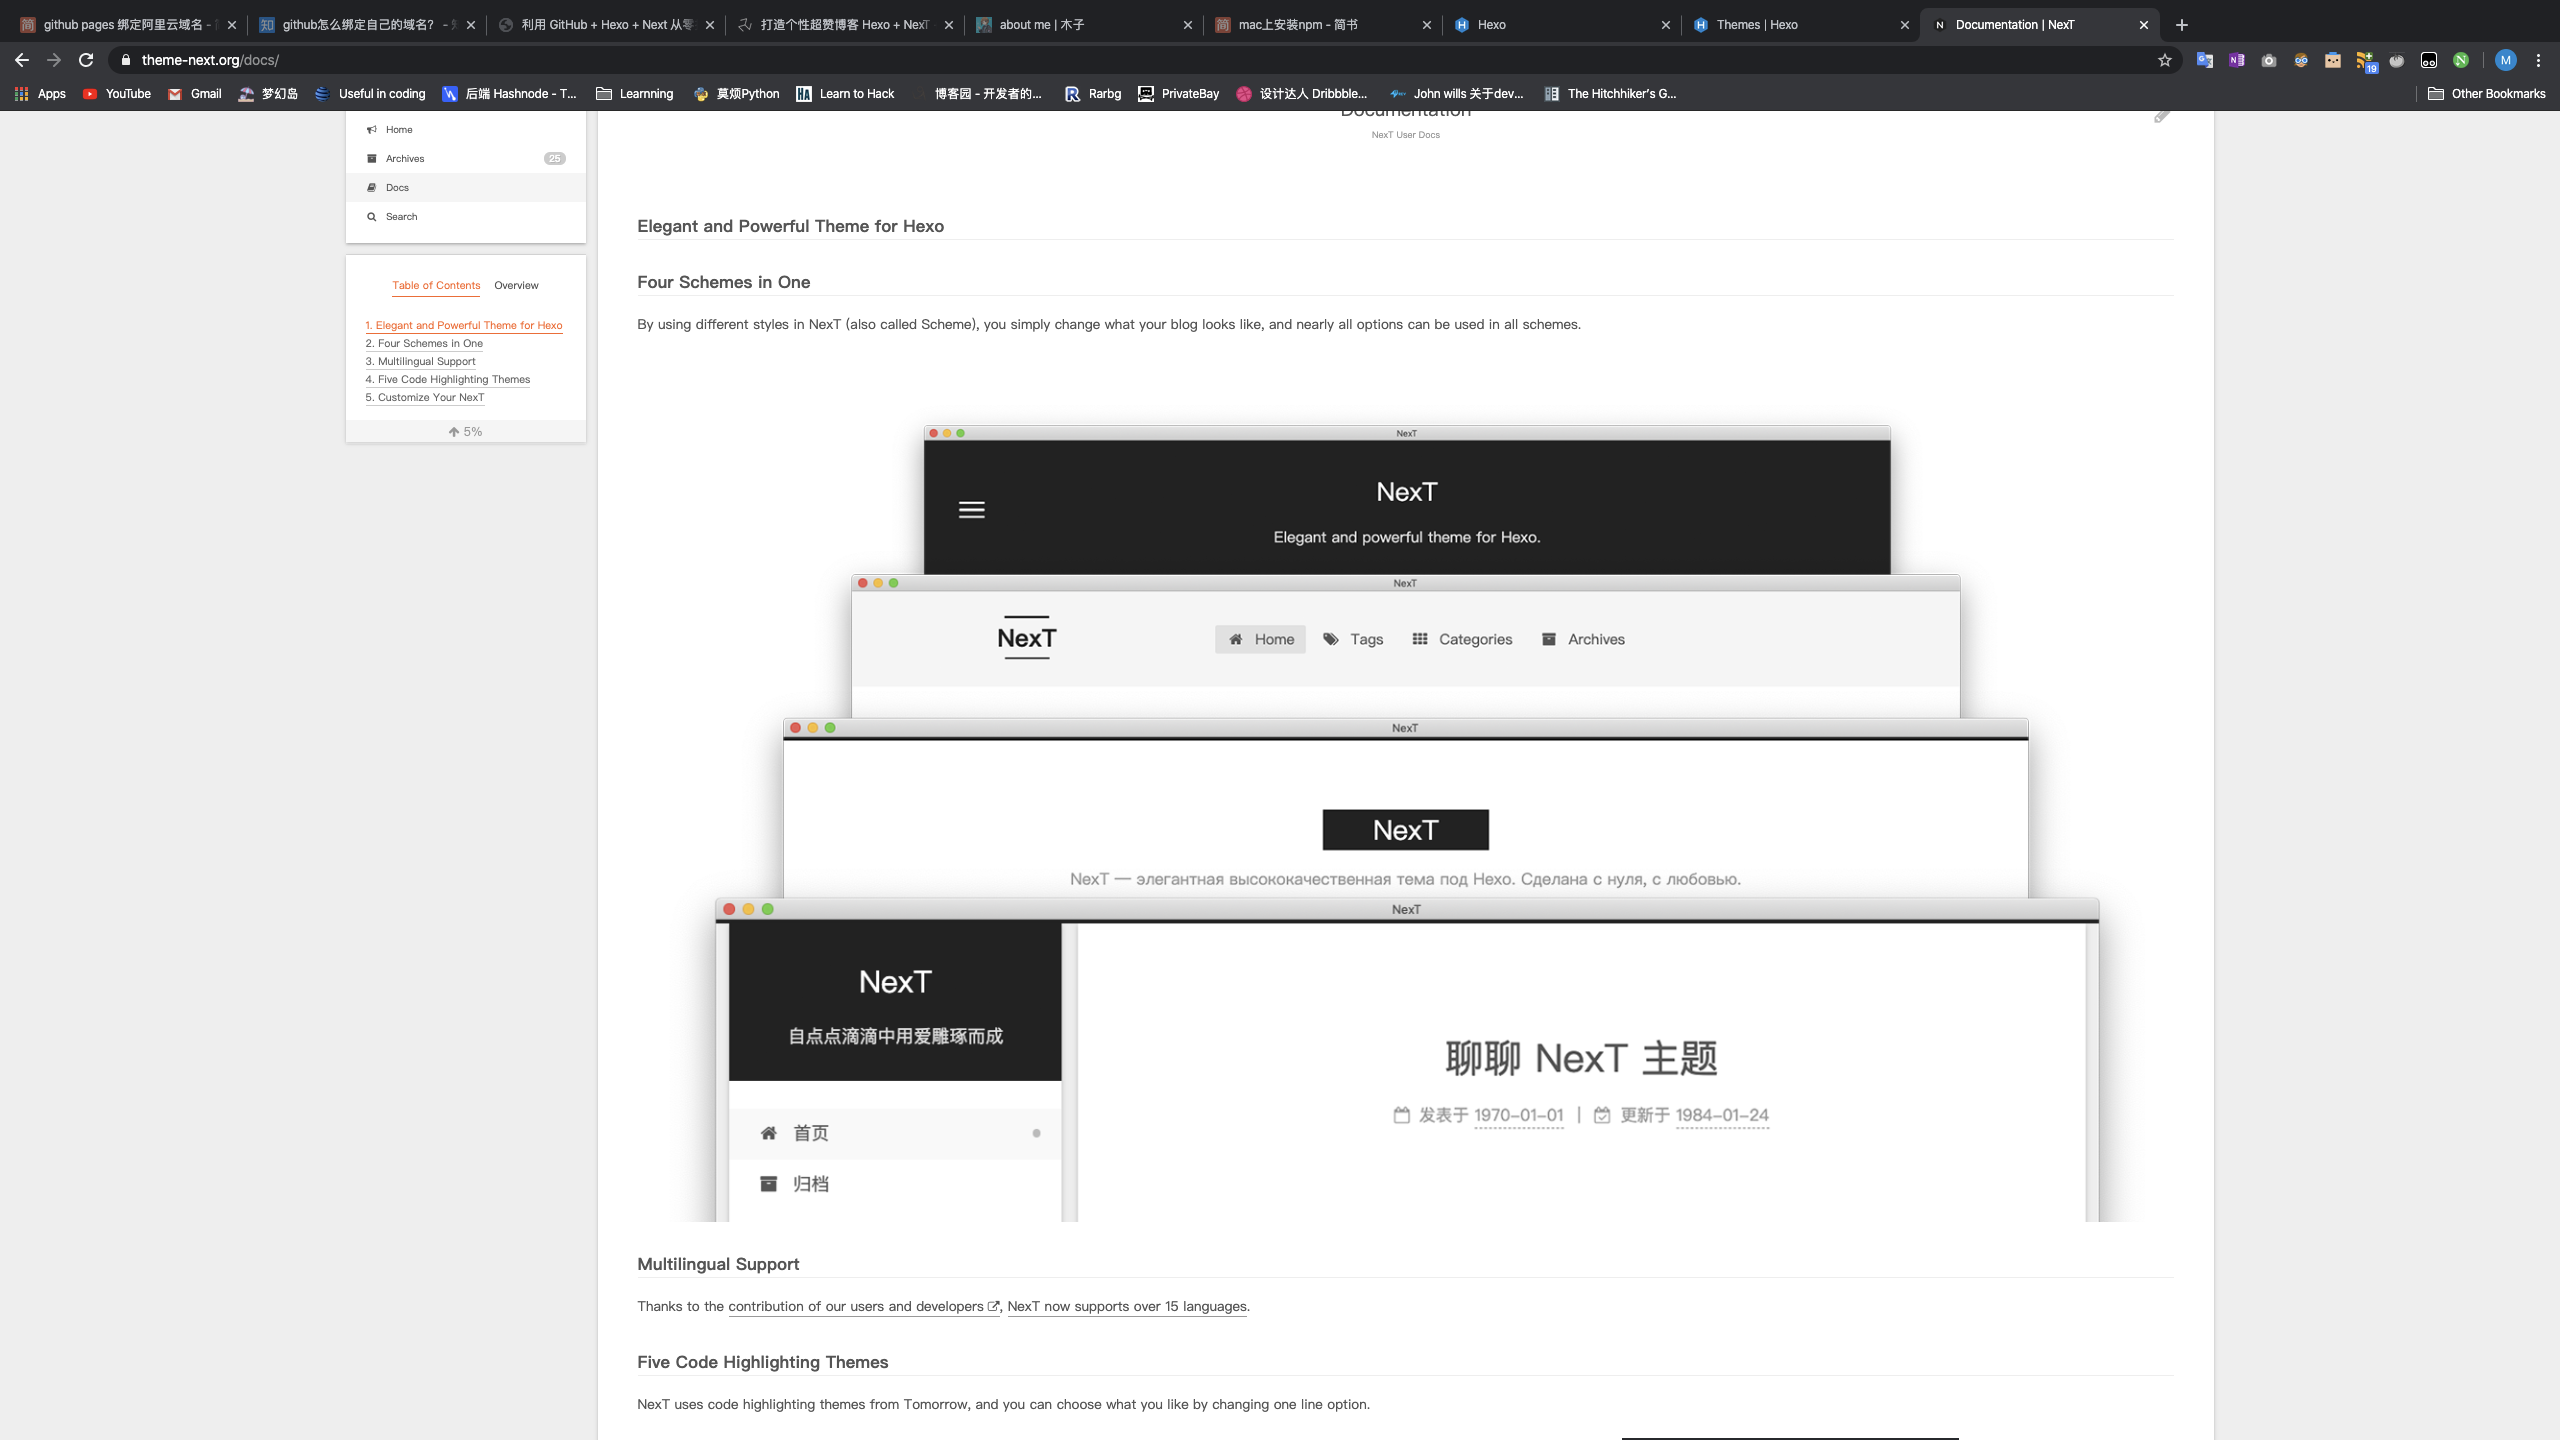 github pages 绑定阿里云域名 -
github怎么绑定自己的域名？ -
利用 GitHub + Hexo + Next 从零
打造个性超赞博客 Hexo + NexT
about me | 木子
mac上安装npm - 简书
Hexo
Themes | Hexo
Documentation | NexT
theme-next.org/docs/
19
M
Apps
YouTube
Gmail
梦幻岛
Useful in coding
后端 Hashnode - T...
Learnning
莫烦Python
HA
Learn to Hack
博客园 - 开发者的...
Rarbg
PrivateBay
设计达人 Dribbble...
John wills 关于dev...
The Hitchhiker's G...
Other Bookmarks
Home
Archives 25
Docs
Search
Table of Contents
Overview
1. Elegant and Powerful Theme for Hexo
2. Four Schemes in One
3. Multilingual Support
4. Five Code Highlighting Themes
5. Customize Your NexT
5%
Documentation
NexT User Docs
Elegant and Powerful Theme for Hexo
Four Schemes in One
By using different styles in NexT (also called Scheme), you simply change what your blog looks like, and nearly all options can be used in all schemes.
NexT
NexT
Elegant and powerful theme for Hexo.
NexT
NexT
Home
Tags
Categories
Archives
NexT
NexT
NexT — элегантная высококачественная тема под Hexo. Сделана с нуля, с любовью.
NexT
NexT
自点点滴滴中用爱雕琢而成
首页
归档
聊聊 NexT 主题
发表于 1970-01-01 | 更新于 1984-01-24
Multilingual Support
Thanks to the contribution of our users and developers, NexT now supports over 15 languages.
Five Code Highlighting Themes
NexT uses code highlighting themes from Tomorrow, and you can choose what you like by changing one line option.